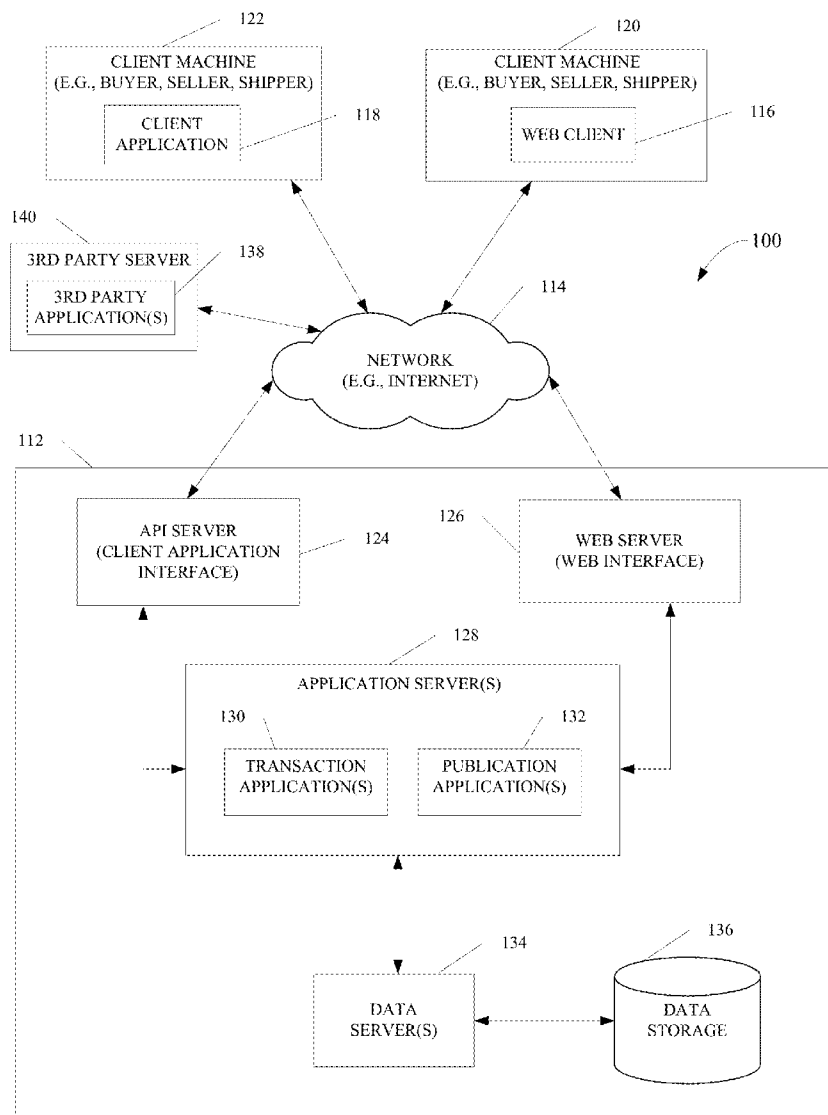 122
120
CLIENT MACHINE
(E.G., BUYER, SELLER, SHIPPER)
CLIENT
APPLICATION
118
CLIENT MACHINE
(E.G., BUYER, SELLER, SHIPPER)
WEB CLIENT
116
140
3RD PARTY SERVER
138
3RD PARTY
APPLICATION(S)
100
114
NETWORK
(E.G., INTERNET)
112
API SERVER
(CLIENT APPLICATION
INTERFACE)
124
126
WEB SERVER
(WEB INTERFACE)
128
APPLICATION SERVER(S)
130
132
TRANSACTION
APPLICATION(S)
PUBLICATION
APPLICATION(S)
134
136
DATA
SERVER(S)
DATA
STORAGE